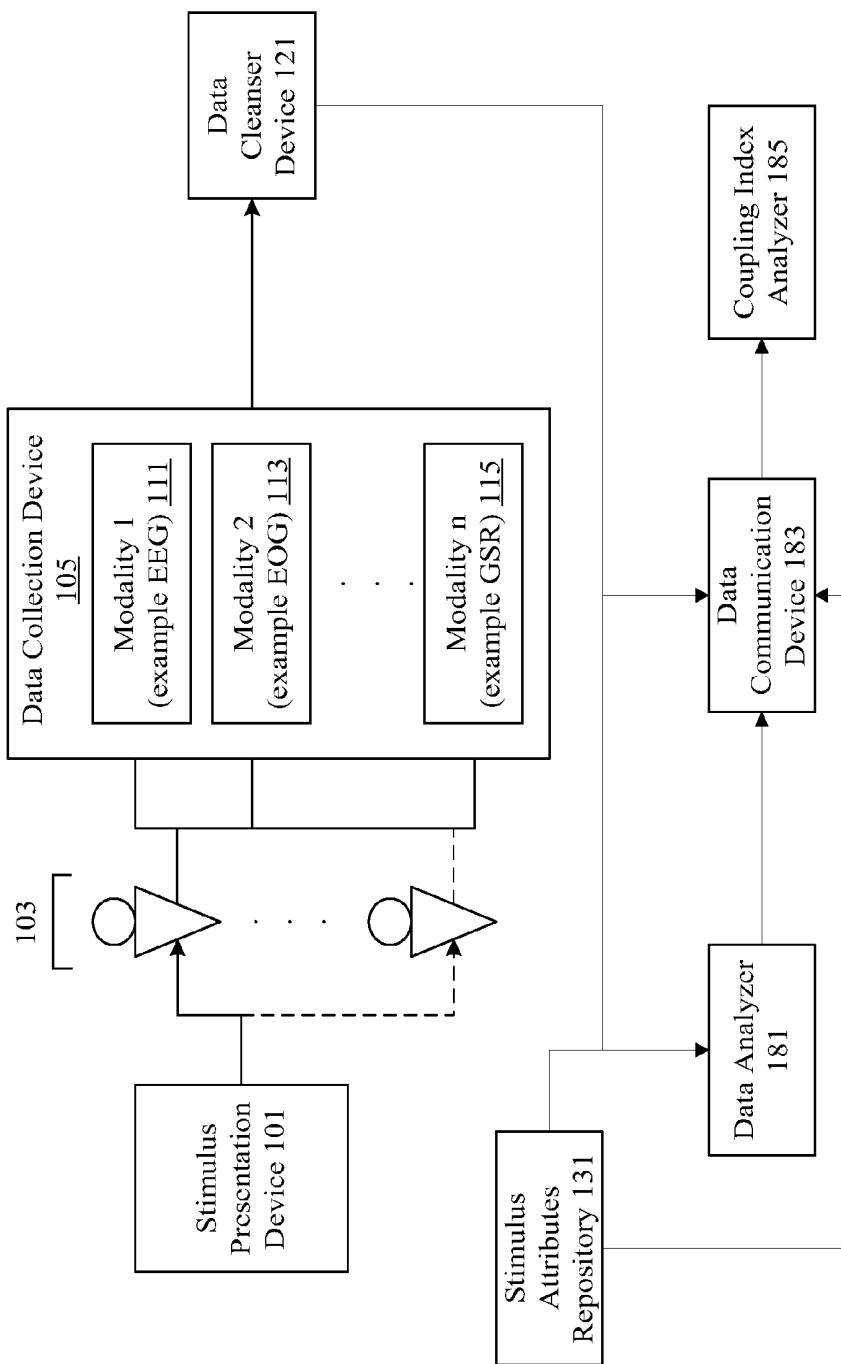 Stimulus
Presentation
Device 101
103
Data Collection Device
105
Modality 1
(example EEG) 111
Modality 2
(example EOG) 113
. . .
Modality n
(example GSR) 115
. . .
Data
Cleanser
Device 121
Stimulus
Attributes
Repository 131
Data Analyzer
181
Data
Communication
Device 183
Coupling Index
Analyzer 185